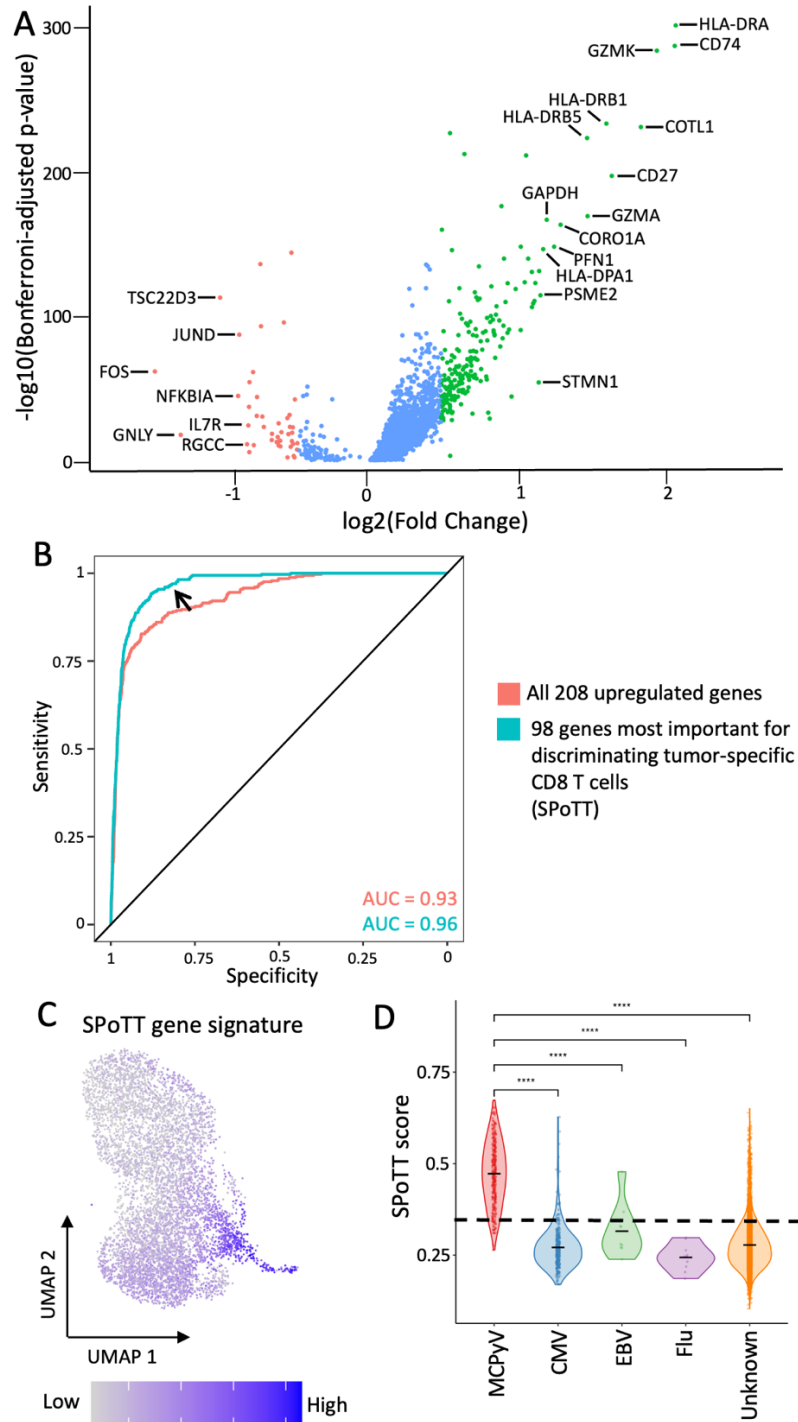 A
300
200
100
0
-log10(Bonferroni-adjusted p-value)
HLA-DRA
CD74
GZMK
HLA-DRB1
HLA-DRB5
COTL1
CD27
GAPDH
GZMA
CORO1A
PFN1
HLA-DPA1
PSME2
STMN1
TSC22D3
JUND
FOS
NFKBIA
IL7R
GNLY
RGCC
-1
0
1
2
log2(Fold Change)
B
1
0.75
0.5
0.25
0
Sensitivity
AUC = 0.93
AUC = 0.96
1
0.75
0.5
0.25
0
Specificity
All 208 upregulated genes
98 genes most important for
discriminating tumor-specific
CD8 T cells
(SPoTT)
C
SPoTT gene signature
UMAP 2
UMAP 1
Low
High
D
SPoTT score
0.75
0.5
0.25
****
****
****
****
MCPyV
CMV
EBV
Flu
Unknown